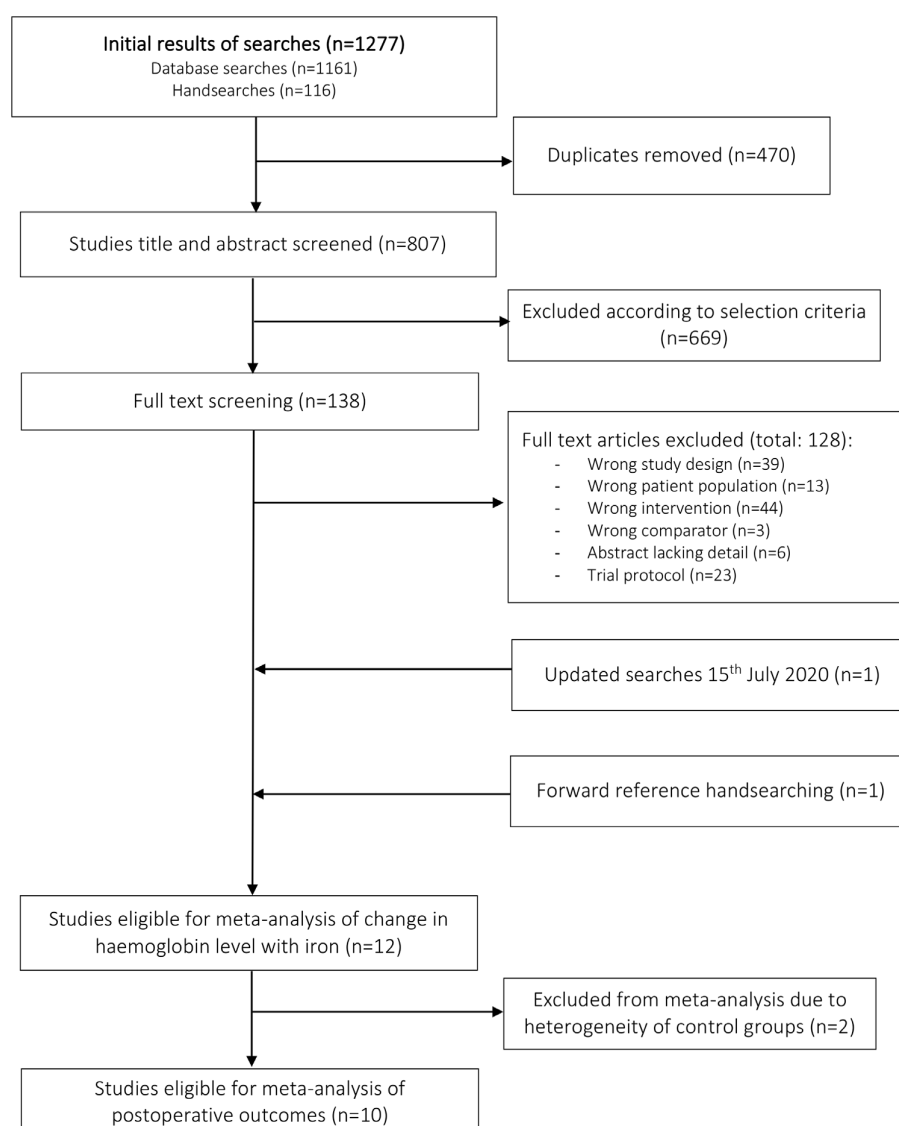 Initial results of searches (n=1277)
Database searches (n=1161)
Handsearches (n=116)
Duplicates removed (n=470)
Studies title and abstract screened (n=807)
Excluded according to selection criteria
(n=669)
Full text screening (n=138)
Full text articles excluded (total: 128):
- Wrong study design (n=39)
- Wrong patient population (n=13)
- Wrong intervention (n=44)
- Wrong comparator (n=3)
- Abstract lacking detail (n=6)
- Trial protocol (n=23)
Updated searches 15th July 2020 (n=1)
Forward reference handsearching (n=1)
Studies eligible for meta-analysis of change in
haemoglobin level with iron (n=12)
Excluded from meta-analysis due to
heterogeneity of control groups (n=2)
Studies eligible for meta-analysis of
postoperative outcomes (n=10)